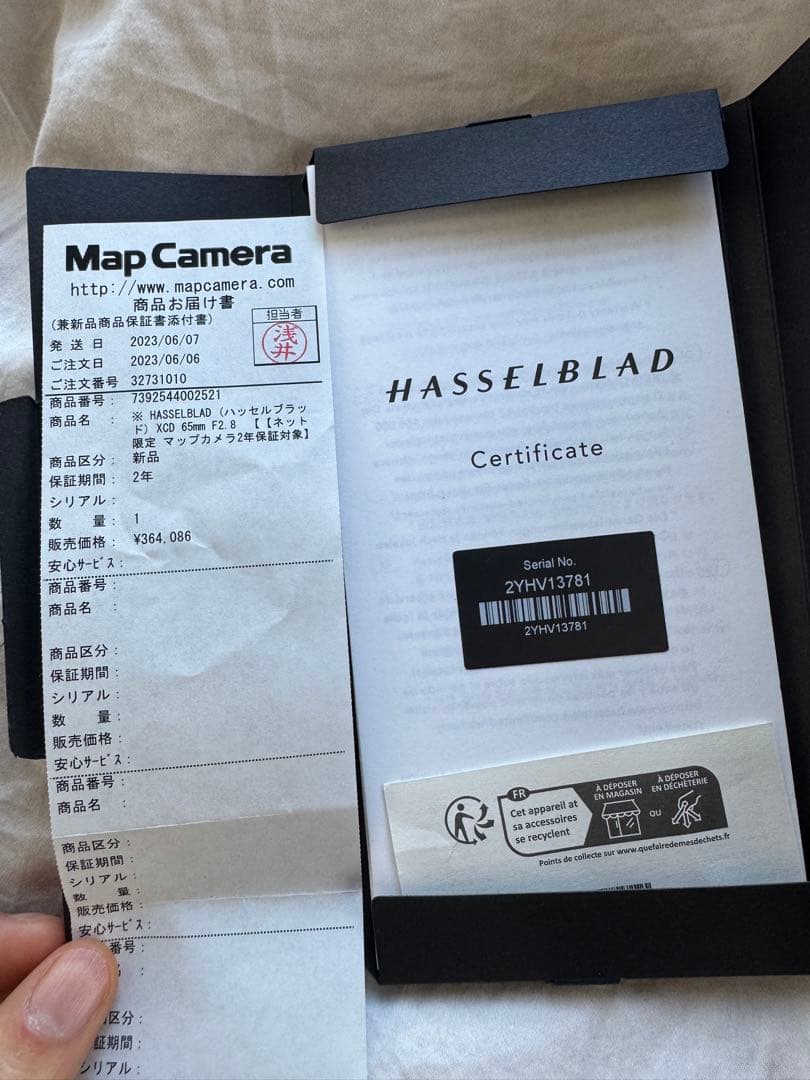 Map Camera
http://www.mapcamera.com
商品お届け書
(兼新品商品保証書添付書)
担当者
浅井
発 送 日 2023/06/07
ご注文日 2023/06/06
ご注文番号 32731010
商品番号: 7392544002521
商品名 : ※ HASSELBLAD (ハッセルブラッ
ド) XCD 65mm F2.8 【【ネット
限定 マップカメラ2年保証対象】
商品区分: 新品
保証期間: 2年
シリアル:
数 量: 1
販売価格: ¥364,086
安心サービス:
商品番号:
商品名 :
商品区分:
保証期間:
シリアル:
数 量:
販売価格:
安心サービス:
商品番号:
商品名 :
商品区分:
保証期間:
シリアル:
数 量:
販売価格:
安心サービス:
番号:
:
品区分:
証期間:
シリアル:
HASSELBLAD
Certificate
Serial No.
2YHV13781
2YHV13781
FR
Cet appareil et
ses accessoires
se recyclent
À DÉPOSER
EN MAGASIN
OU
À DÉPOSER
EN DÉCHÈTERIE
Points de collecte sur www.quefairedemesdechets.fr